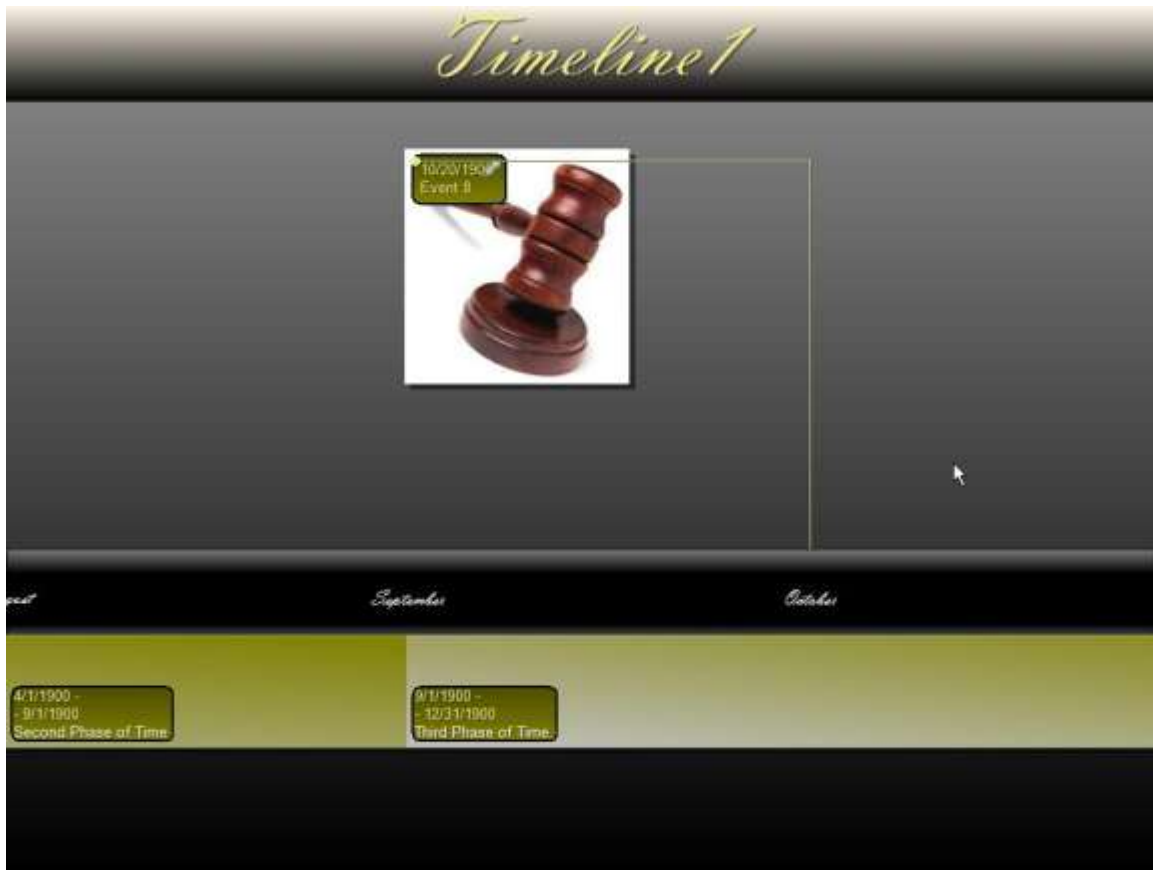 Timeline1
10/20/1900
Event 8
September
October
4/1/1900 -
- 9/1/1900
Second Phase of Time
9/1/1900 -
- 12/31/1900
Third Phase of Time